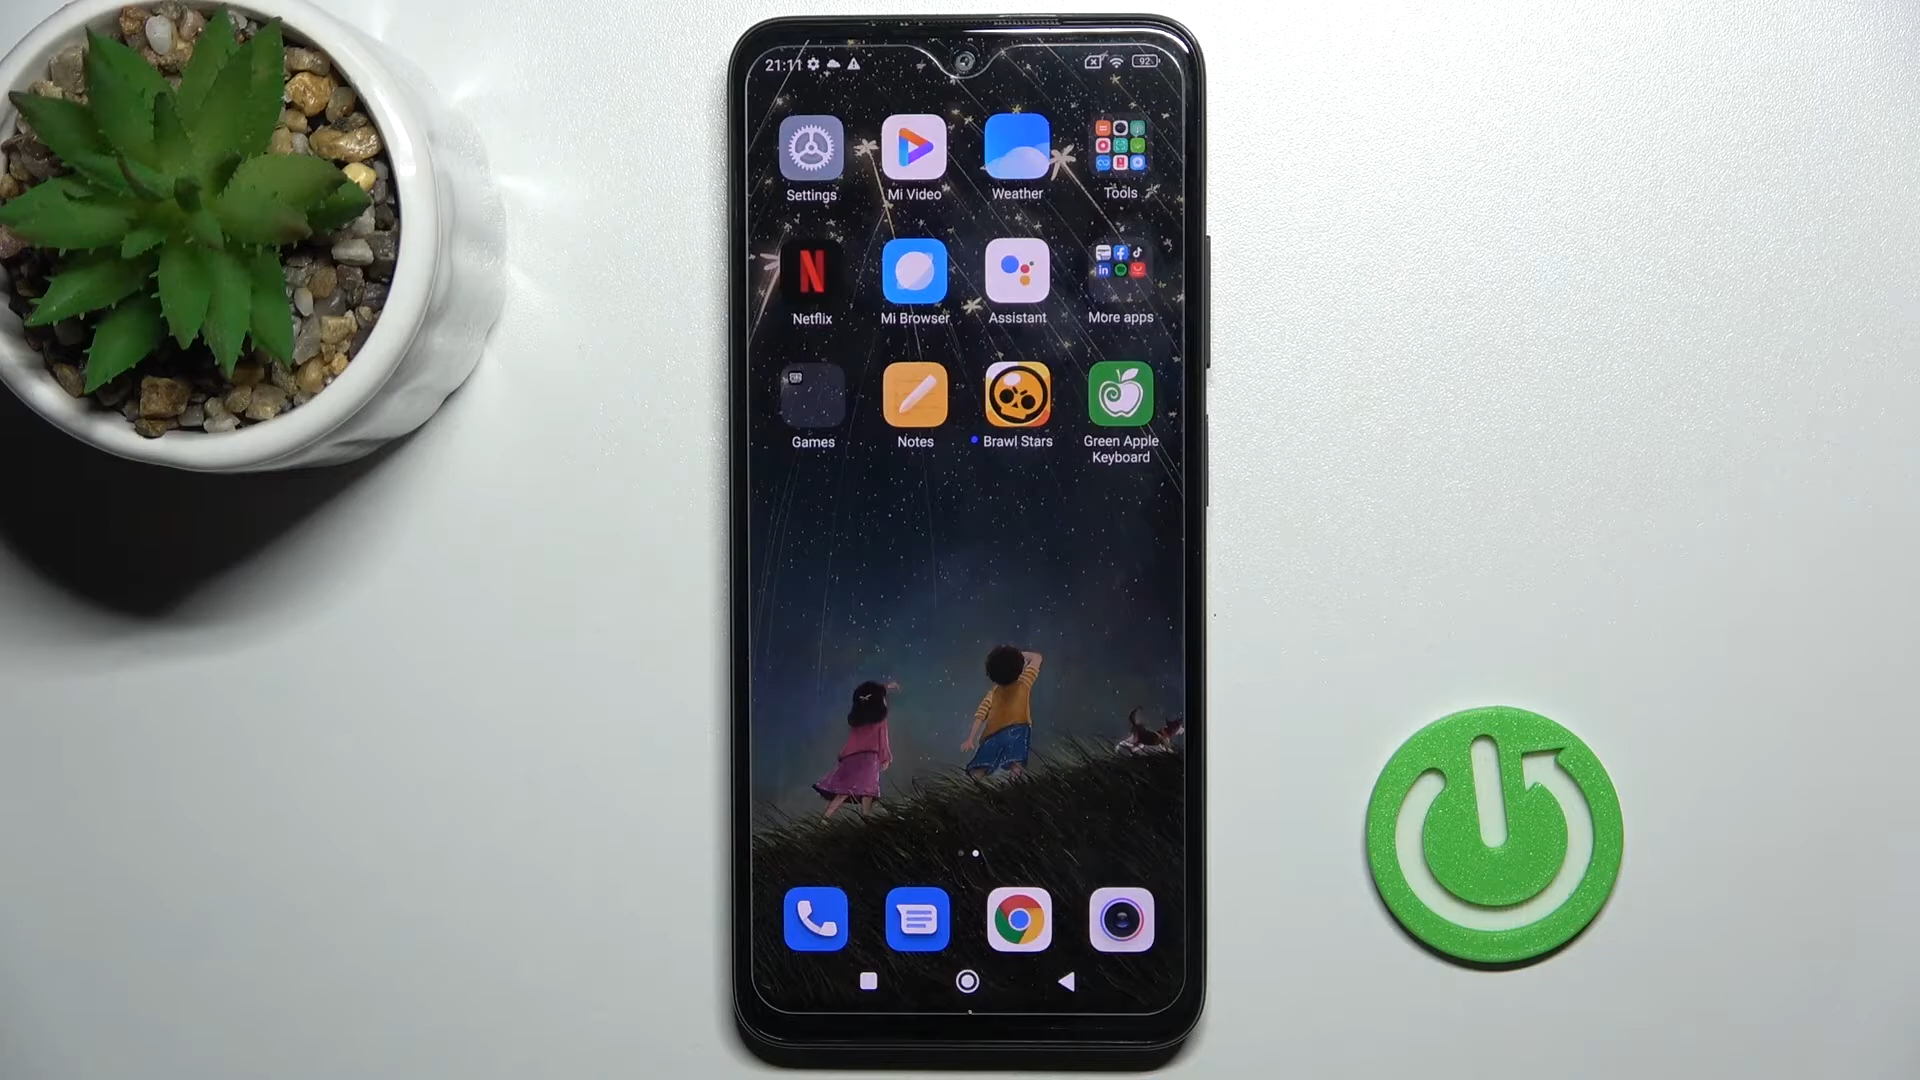 21:11
92
Settings
Mi Video
Weather
Tools
N
Netflix
Mi Browser
Assistant
More apps
Games
Notes
Brawl Stars
Green Apple
Keyboard